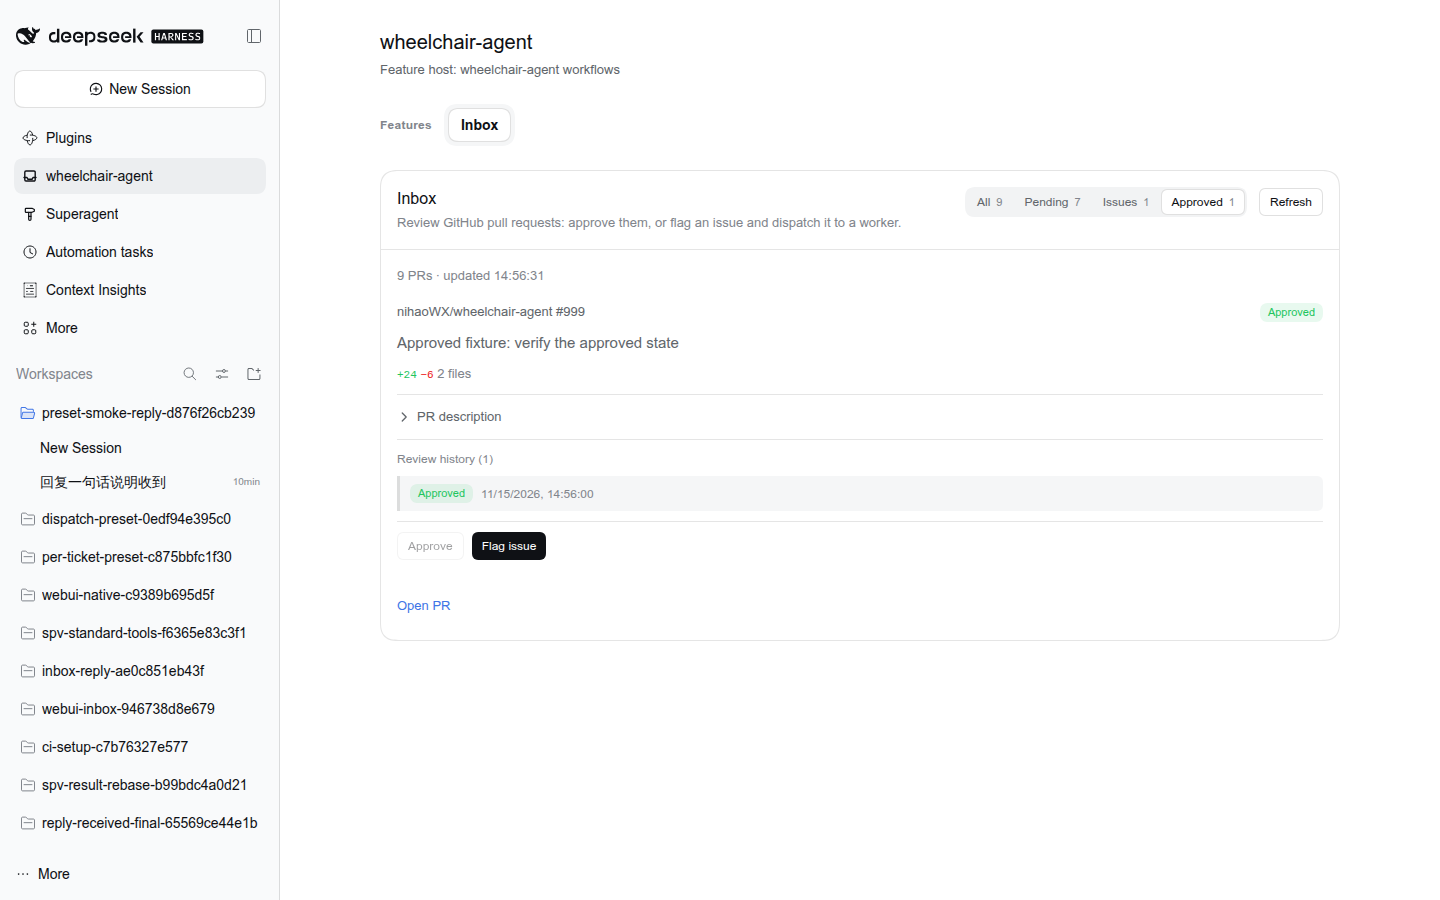 deepseek HARNESS
New Session
Plugins
wheelchair-agent
Superagent
Automation tasks
Context Insights
More
Workspaces
preset-smoke-reply-d876f26cb239
New Session
回复一句话说明收到 10min
dispatch-preset-0edf94e395c0
per-ticket-preset-c875bbfc1f30
webui-native-c9389b695d5f
spv-standard-tools-f6365e83c3f1
inbox-reply-ae0c851eb43f
webui-inbox-946738d8e679
ci-setup-c7b76327e577
spv-result-rebase-b99bdc4a0d21
reply-received-final-65569ce44e1b
··· More
wheelchair-agent
Feature host: wheelchair-agent workflows
Features Inbox
Inbox
Review GitHub pull requests: approve them, or flag an issue and dispatch it to a worker.
All 9 Pending 7 Issues 1 Approved 1 Refresh
9 PRs · updated 14:56:31
nihaoWX/wheelchair-agent #999 Approved
Approved fixture: verify the approved state
+24 −6 2 files
PR description
Review history (1)
Approved 11/15/2026, 14:56:00
Approve Flag issue
Open PR